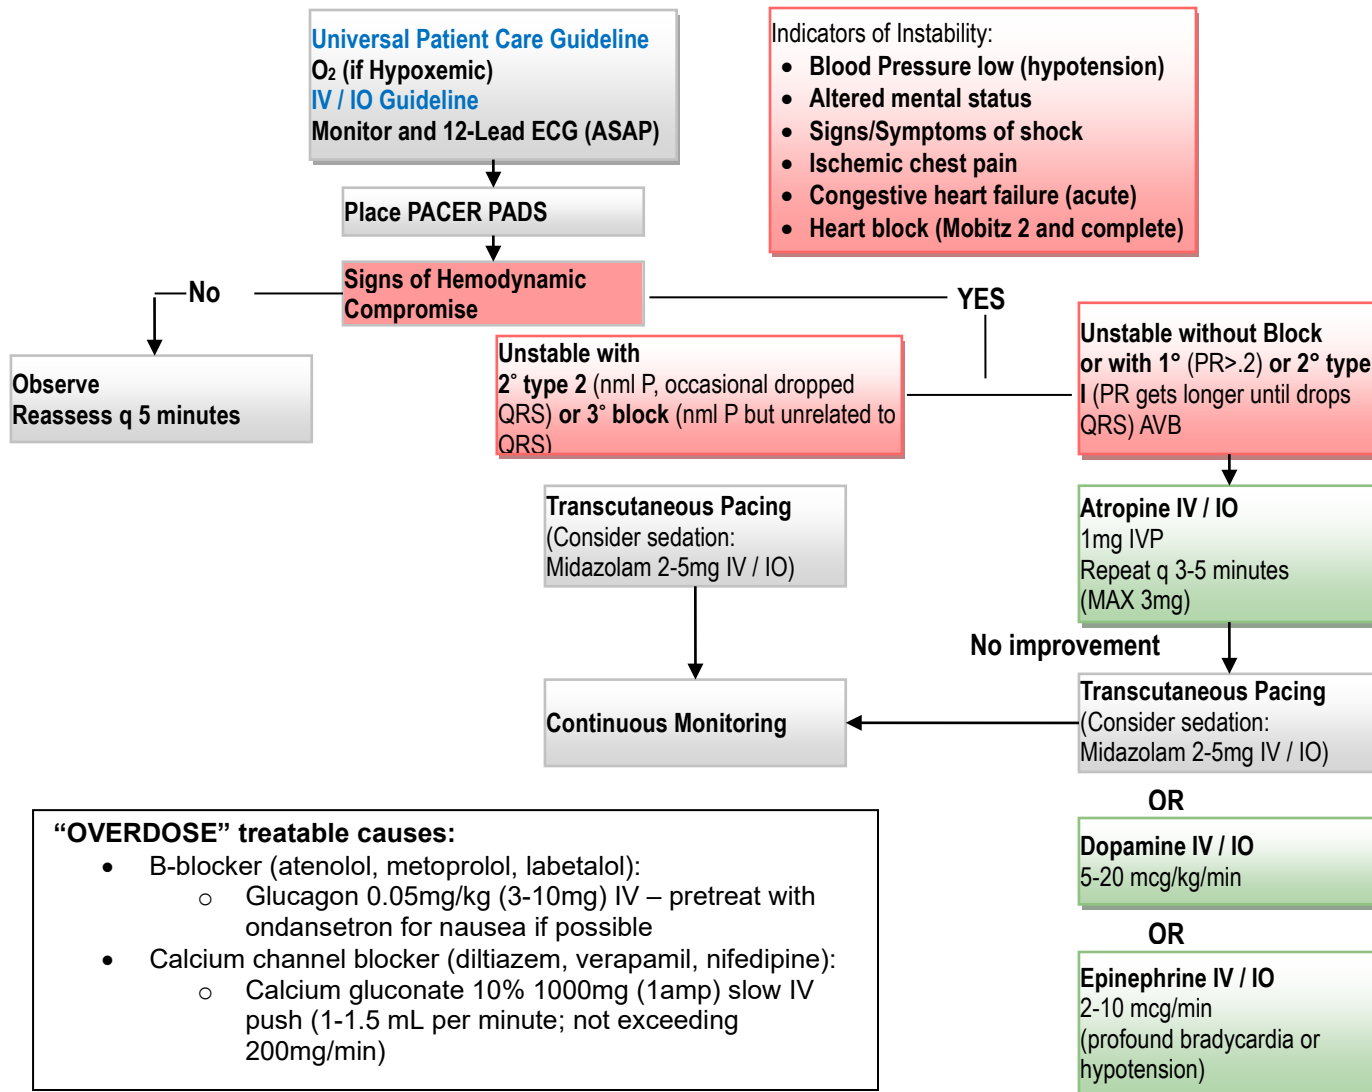 Universal Patient Care Guideline
O₂ (if Hypoxemic)
IV / IO Guideline
Monitor and 12-Lead ECG (ASAP)
Indicators of Instability:
• Blood Pressure low (hypotension)
• Altered mental status
• Signs/Symptoms of shock
• Ischemic chest pain
• Congestive heart failure (acute)
• Heart block (Mobitz 2 and complete)
Place PACER PADS
Signs of Hemodynamic
Compromise
No
YES
Observe
Reassess q 5 minutes
Unstable with
2° type 2 (nml P, occasional dropped
QRS) or 3° block (nml P but unrelated to
QRS)
Unstable without Block
or with 1° (PR>.2) or 2° type
I (PR gets longer until drops
QRS) AVB
Transcutaneous Pacing
(Consider sedation:
Midazolam 2-5mg IV / IO)
Atropine IV / IO
1mg IVP
Repeat q 3-5 minutes
(MAX 3mg)
No improvement
Continuous Monitoring
Transcutaneous Pacing
(Consider sedation:
Midazolam 2-5mg IV / IO)
OR
Dopamine IV / IO
5-20 mcg/kg/min
OR
Epinephrine IV / IO
2-10 mcg/min
(profound bradycardia or
hypotension)
“OVERDOSE” treatable causes:
• B-blocker (atenolol, metoprolol, labetalol):
○ Glucagon 0.05mg/kg (3-10mg) IV – pretreat with
ondansetron for nausea if possible
• Calcium channel blocker (diltiazem, verapamil, nifedipine):
○ Calcium gluconate 10% 1000mg (1amp) slow IV
push (1-1.5 mL per minute; not exceeding
200mg/min)